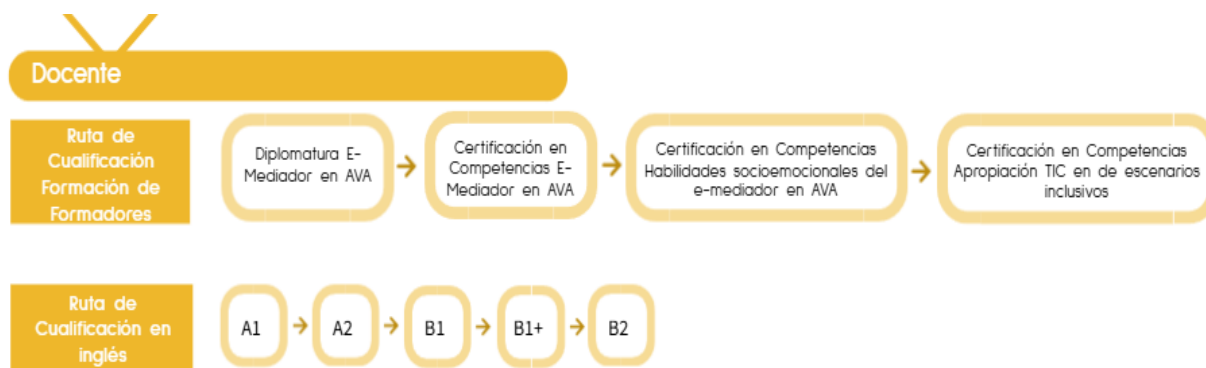 Docente
Ruta de
Cualificación
Formación de
Formadores
Diplomatura E-
Mediador en AVA
Certificación en
Competencias E-
Mediador en AVA
Certificación en Competencias
Habilidades socioemocionales del
e-mediador en AVA
Certificación en Competencias
Apropiación TIC en de escenarios
inclusivos
Ruta de
Cualificación en
inglés
A1
A2
B1
B1+
B2